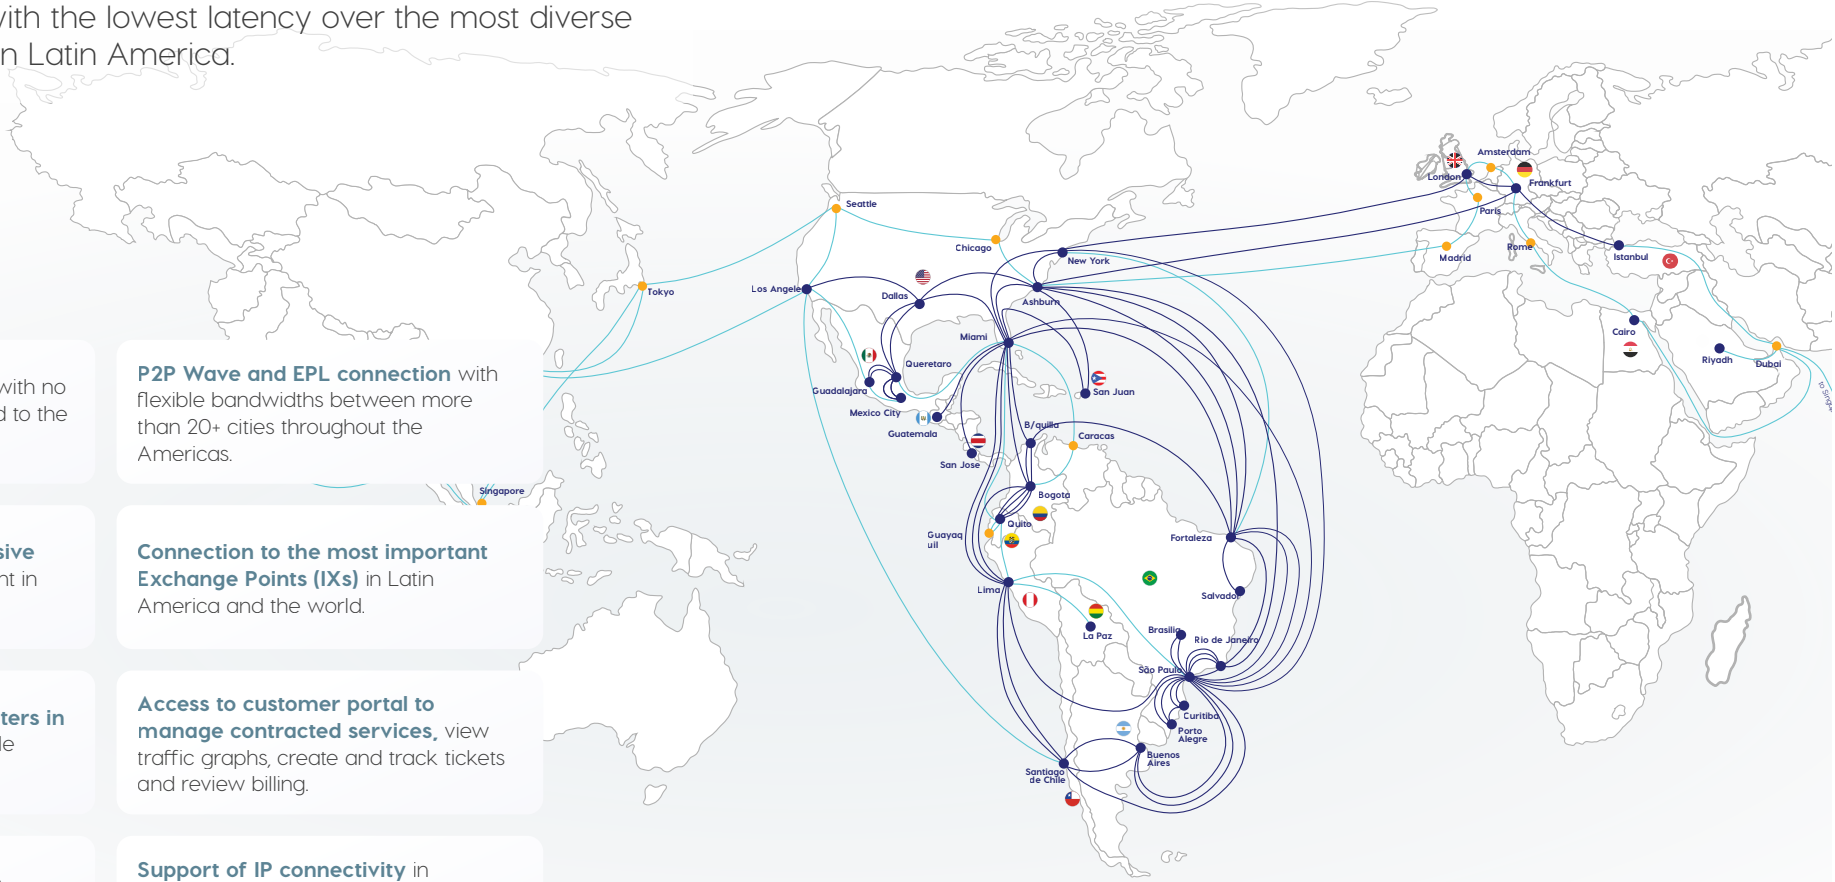 with the lowest latency over the most diverse
n Latin America.
with no
d to the
P2P Wave and EPL connection with
flexible bandwidths between more
than 20+ cities throughout the
Americas.
sive
nt in
Connection to the most important
Exchange Points (IXs) in Latin
America and the world.
ters in
le
Access to customer portal to
manage contracted services, view
traffic graphs, create and track tickets
and review billing.
Support of IP connectivity in
Tokyo
Singapore
Seattle
Chicago
New York
Los Angeles
Dallas
Ashburn
Miami
Queretaro
Guadalajara
Mexico City
Guatemala
San Juan
San Jose
B/quilla
Caracas
Bogota
Quito
Guayaq
uil
Lima
Fortaleza
Salvador
La Paz
Brasilia
Rio de Janeiro
São Paulo
Curitiba
Porto
Alegre
Buenos
Aires
Santiago
de Chile
Amsterdam
London
Frankfurt
Paris
Madrid
Rome
Istanbul
Cairo
Riyadh
Dubai